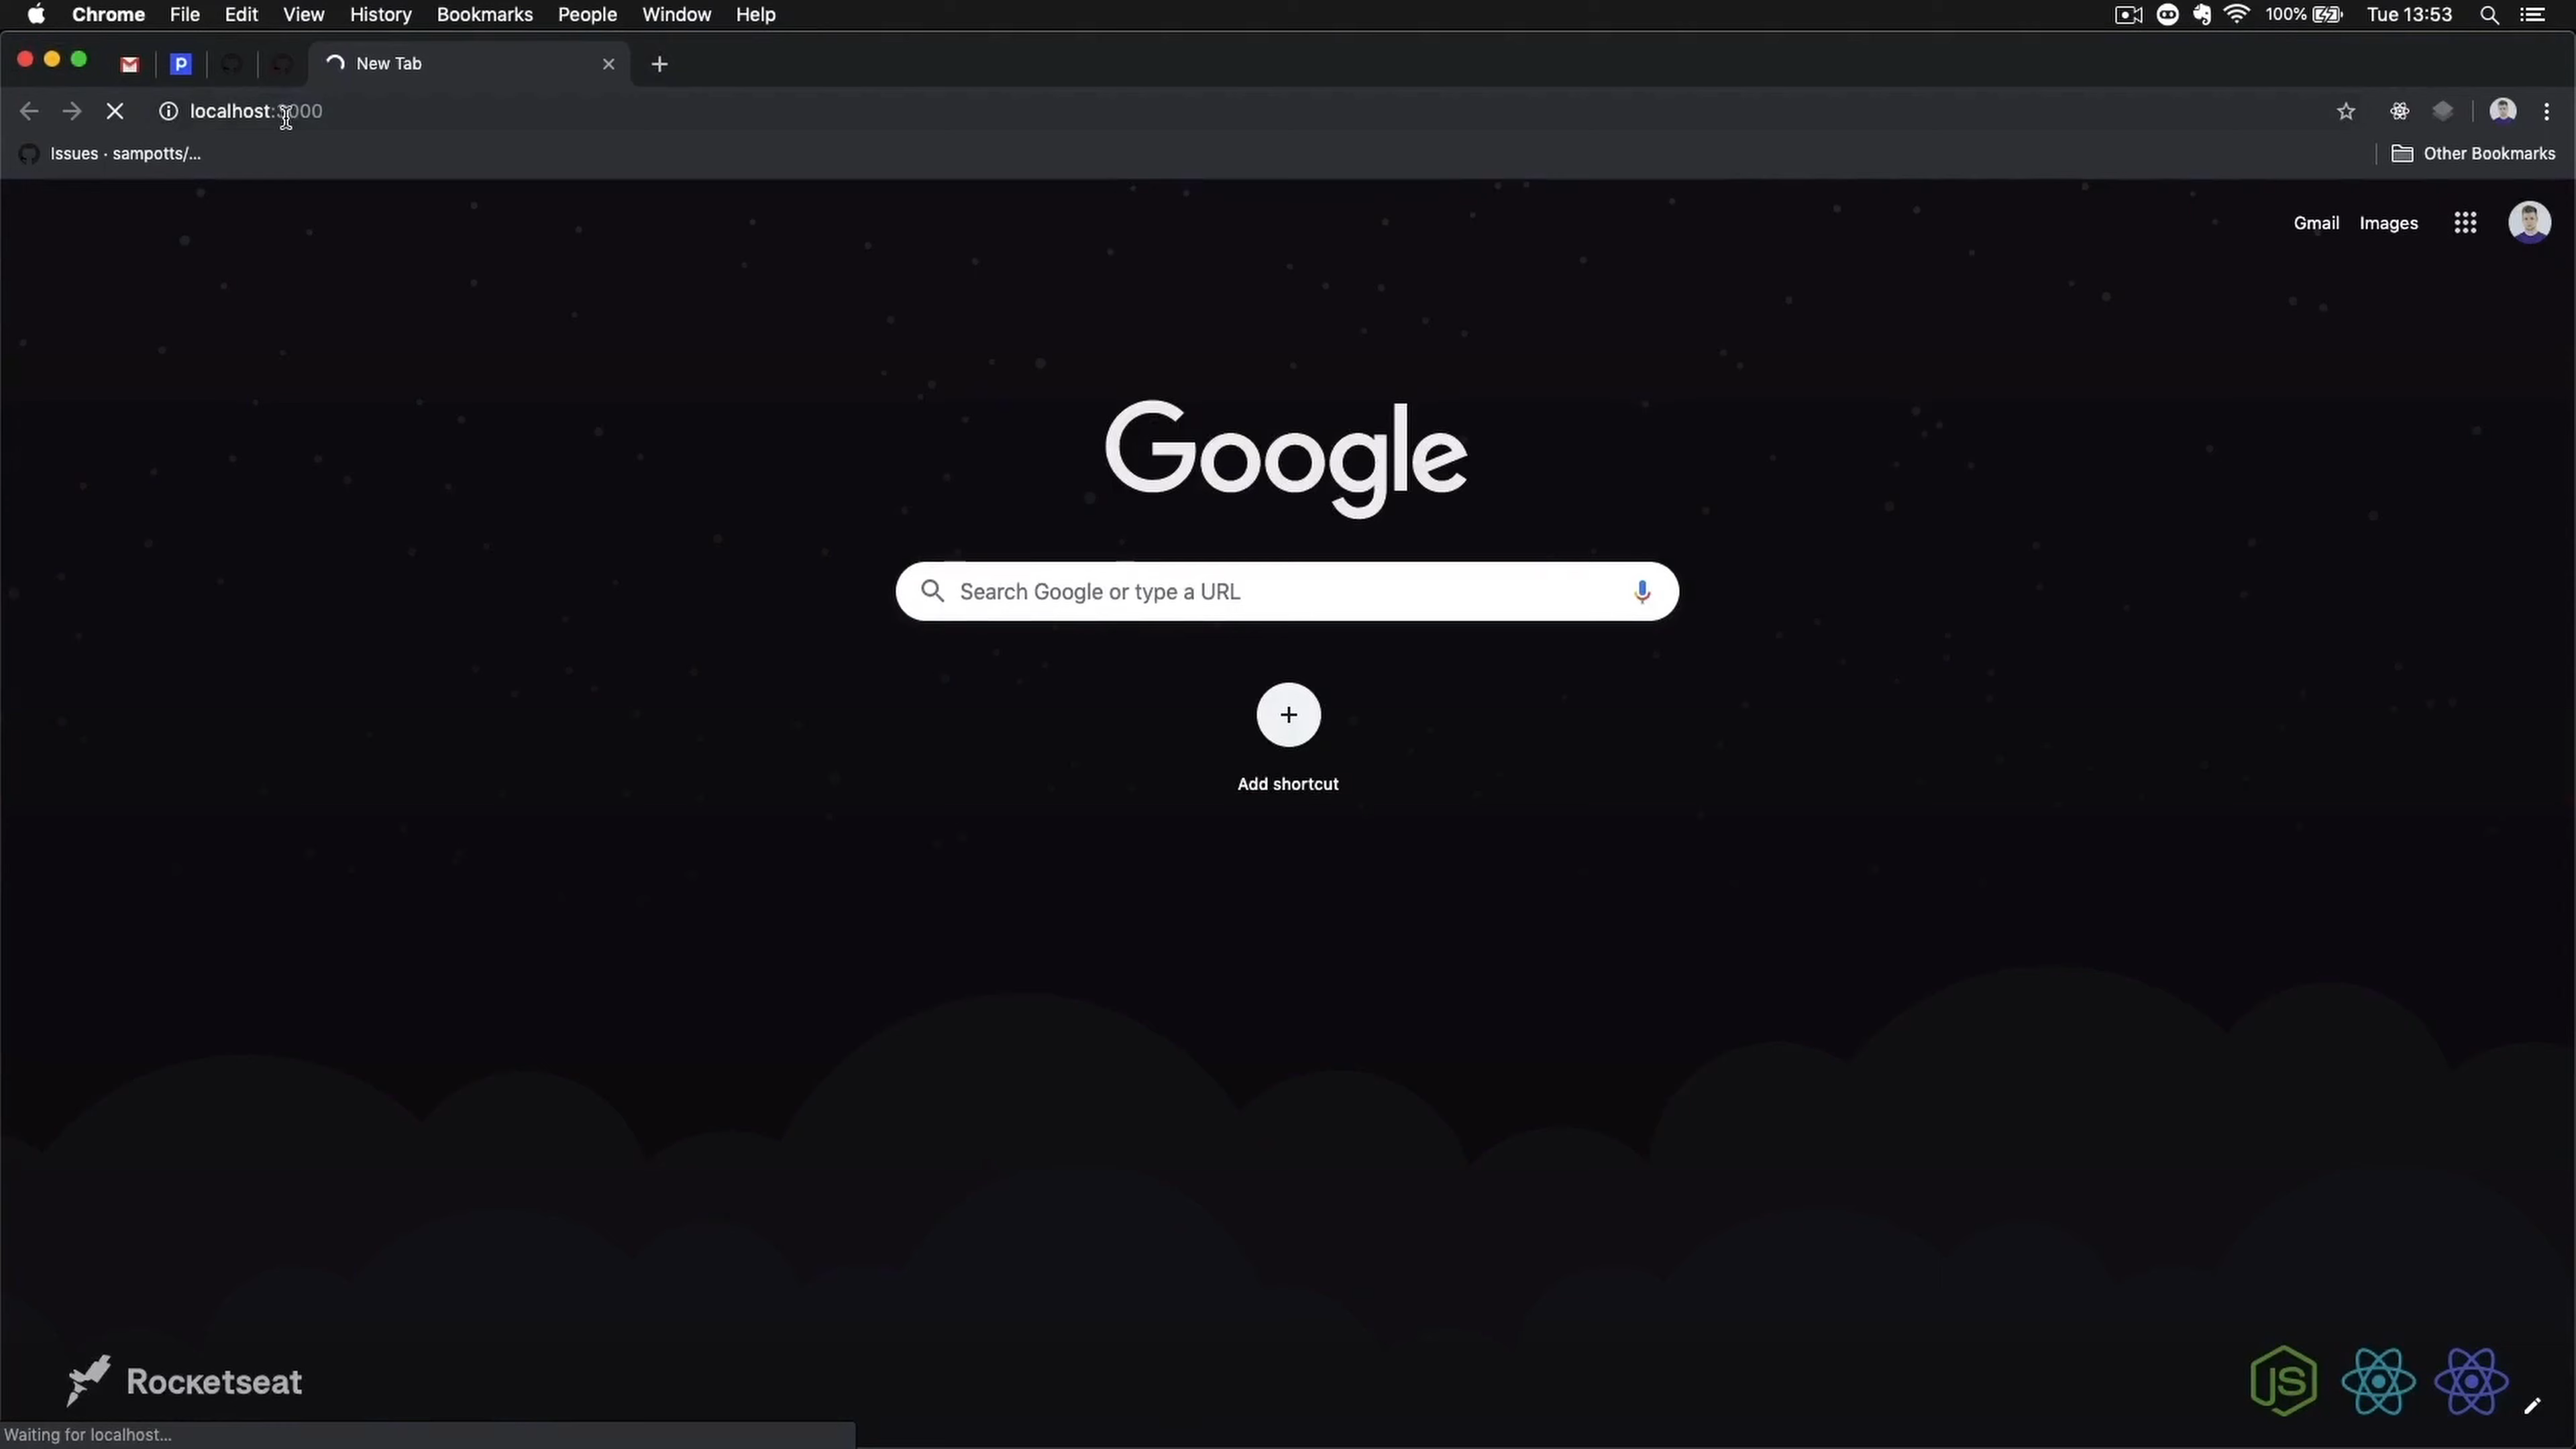 Chrome File Edit View History Bookmarks People Window Help 100% Tue 13:53
P New Tab
localhost:3000
Issues · sampotts/... Other Bookmarks
Gmail Images
Google
Search Google or type a URL
Add shortcut
Rocketseat JS
Waiting for localhost...